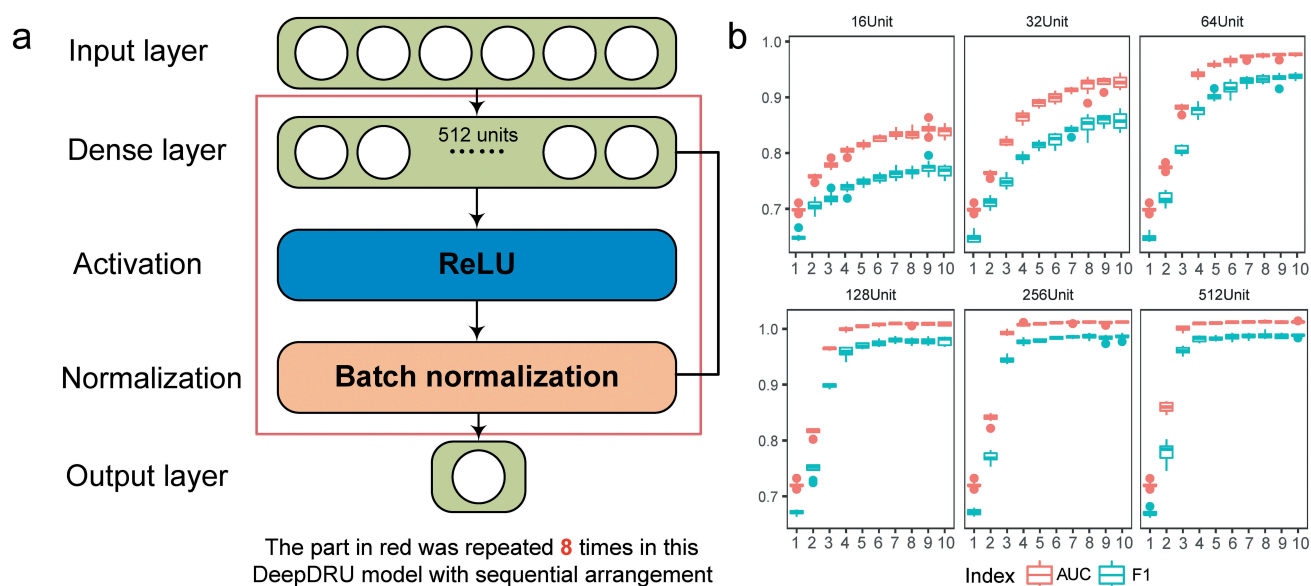 a
Input layer
Dense layer
512 units
Activation
ReLU
Normalization
Batch normalization
Output layer
The part in red was repeated 8 times in this
DeepDRU model with sequential arrangement
b
16Unit 32Unit 64Unit
1.0
0.9
0.8
0.7
1 2 3 4 5 6 7 8 9 10 1 2 3 4 5 6 7 8 9 10 1 2 3 4 5 6 7 8 9 10
128Unit 256Unit 512Unit
1.0
0.9
0.8
0.7
1 2 3 4 5 6 7 8 9 10 1 2 3 4 5 6 7 8 9 10 1 2 3 4 5 6 7 8 9 10
Index AUC F1